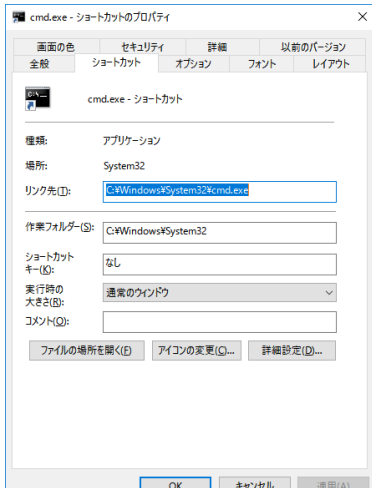 cmd.exe - ショートカットのプロパティ
画面の色 セキュリティ 詳細 以前のバージョン
全般 ショートカット オプション フォント レイアウト
cmd.exe - ショートカット
種類: アプリケーション
場所: System32
リンク先(T): C:¥Windows¥System32¥cmd.exe
作業フォルダー(S): C:¥Windows¥System32
ショートカット
キー(K): なし
実行時の
大きさ(R): 通常のウィンドウ
コメント(O):
ファイルの場所を開く(F) アイコンの変更(C)... 詳細設定(D)...
OK キャンセル 適用(A)